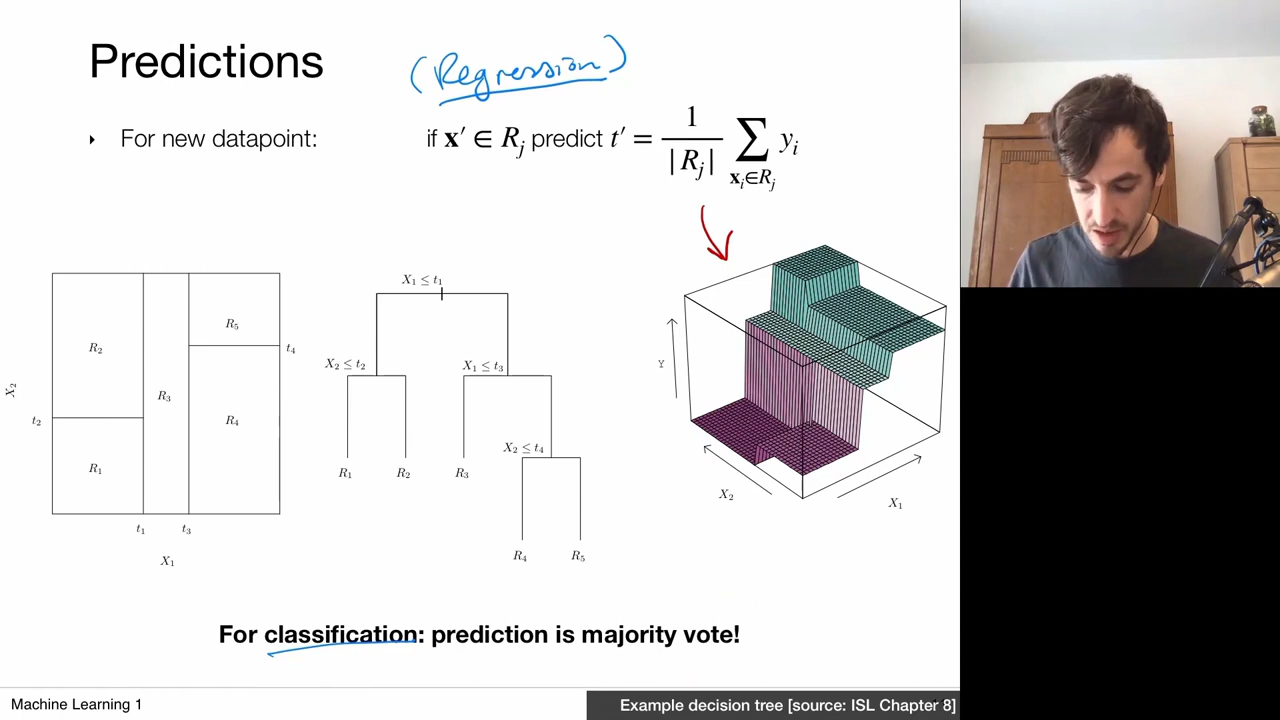 Predictions
(Regression)
‣ For new datapoint: if x′ ∈ R_j predict t′ = 1/|R_j| ∑_{x_i∈R_j} y_i
R_2
R_5
t_4
X_2
R_3
t_2
R_4
R_1
t_1 t_3
X_1
X_1 ≤ t_1
X_2 ≤ t_2 X_1 ≤ t_3
X_2 ≤ t_4
R_1 R_2 R_3
R_4 R_5
Y
X_2 X_1
For classification: prediction is majority vote!
Machine Learning 1
Example decision tree [source: ISL Chapter 8]